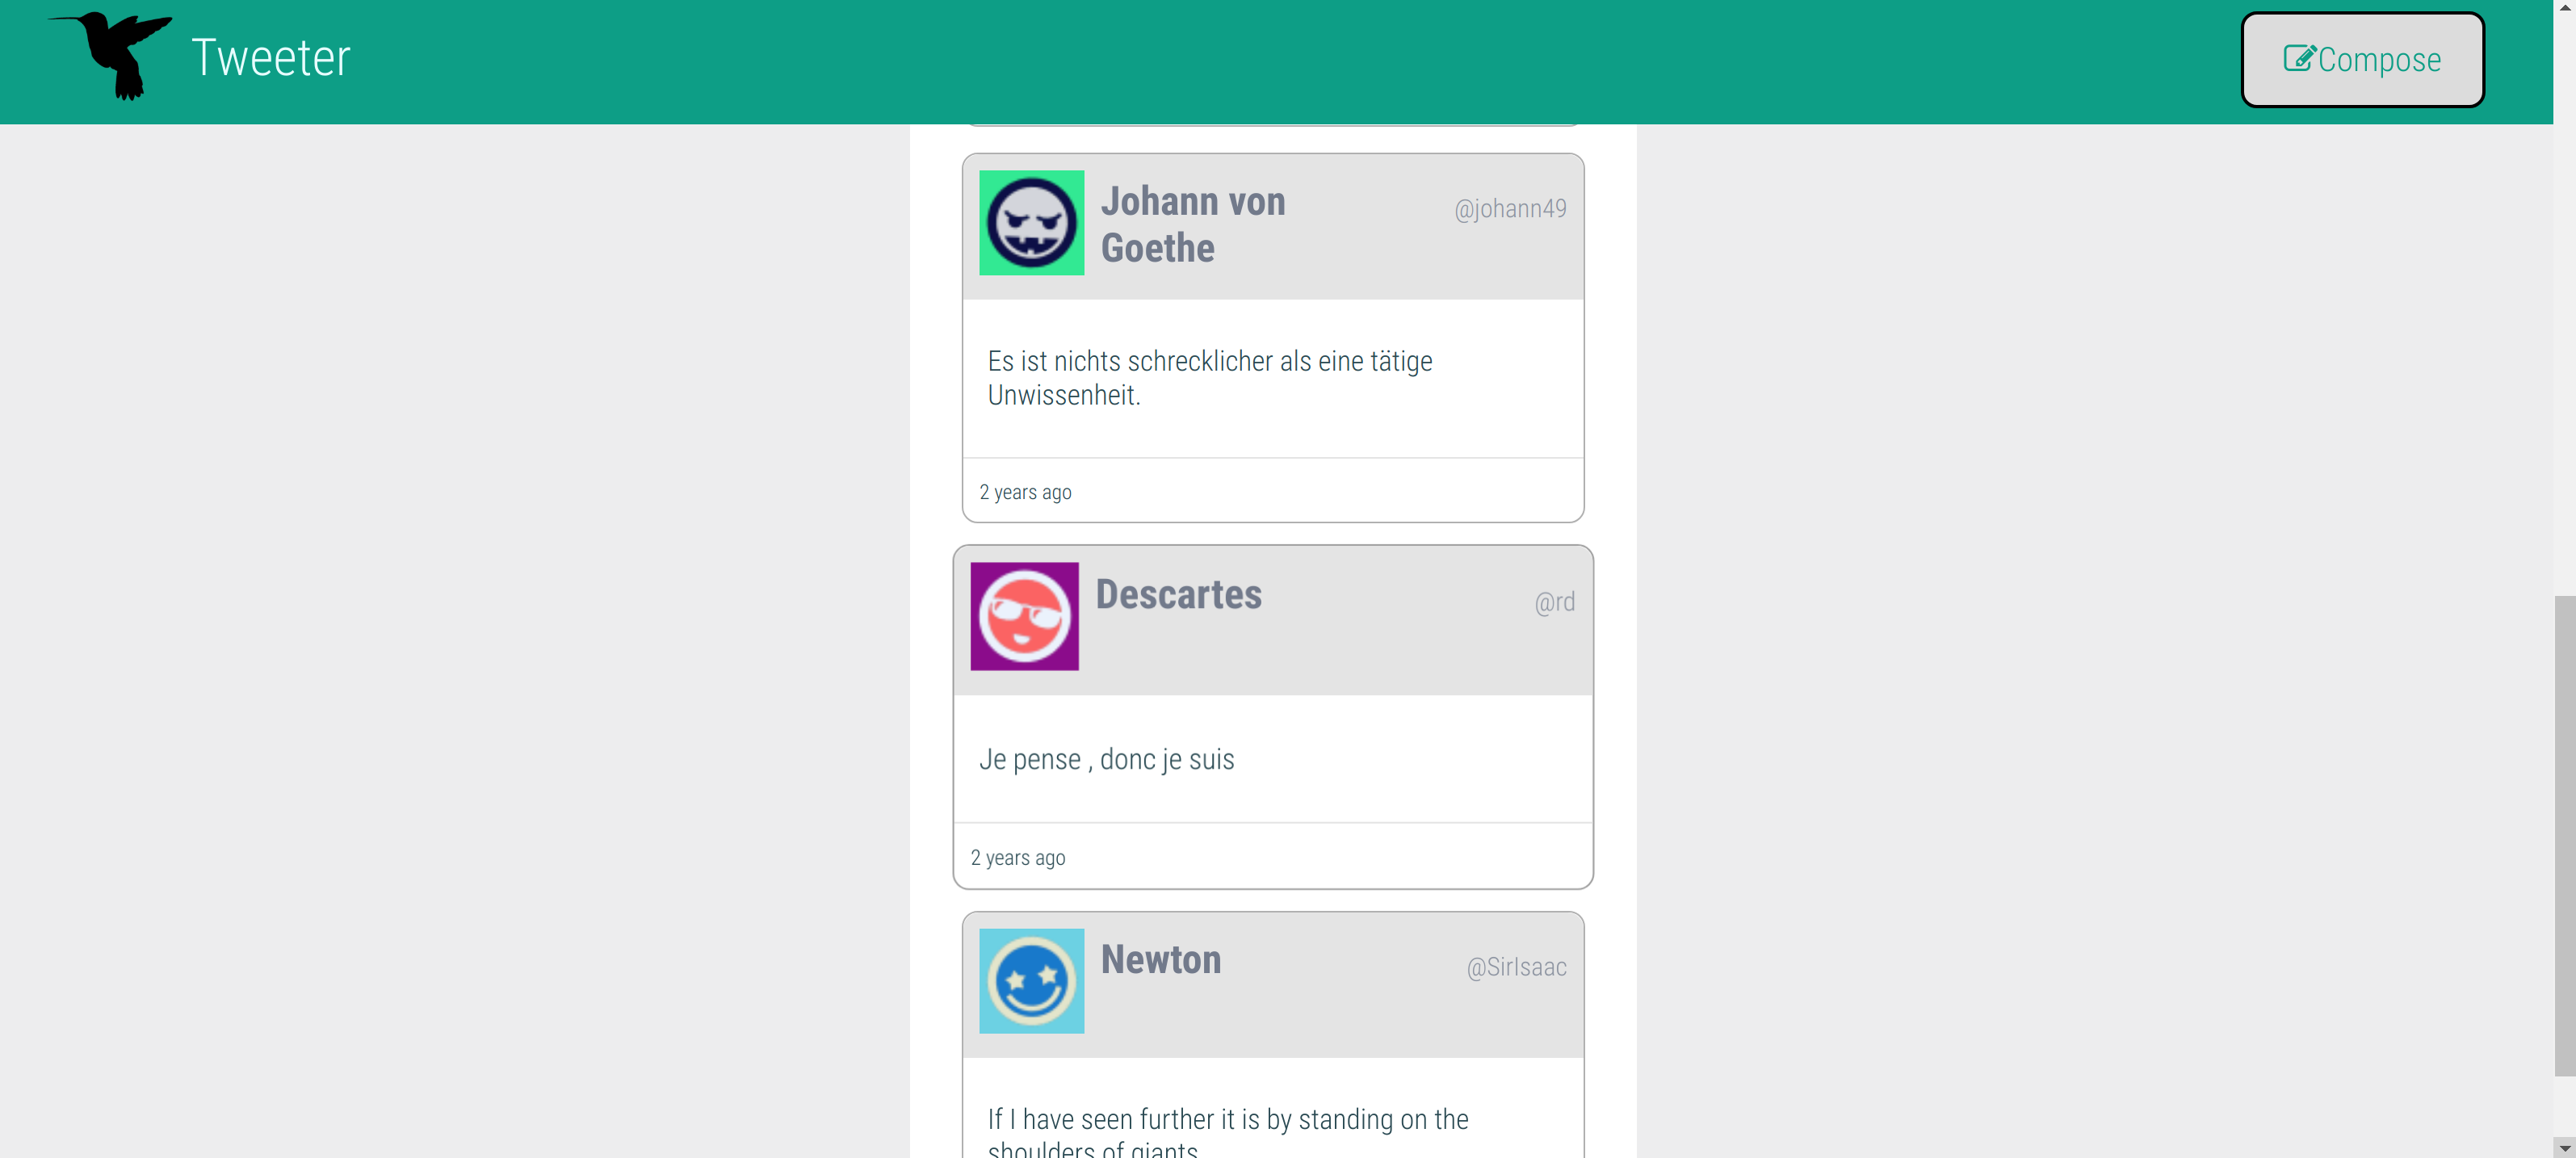 Tweeter
Compose
Johann von
Goethe
@johann49
Es ist nichts schrecklicher als eine tätige
Unwissenheit.
2 years ago
Descartes
@rd
Je pense , donc je suis
2 years ago
Newton
@SirIsaac
If I have seen further it is by standing on the
shoulders of giants